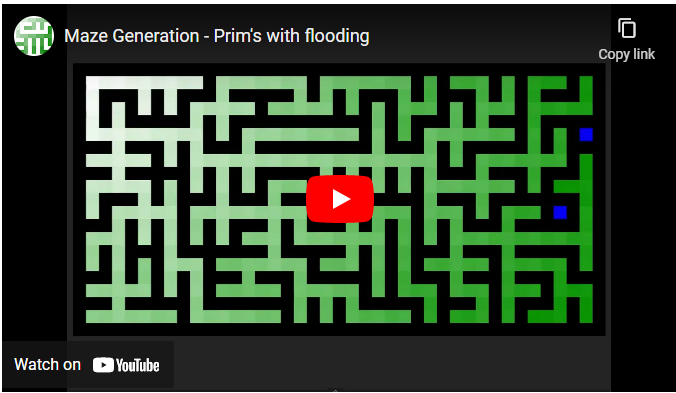 Maze Generation - Prim's with flooding
Copy link
Watch on YouTube